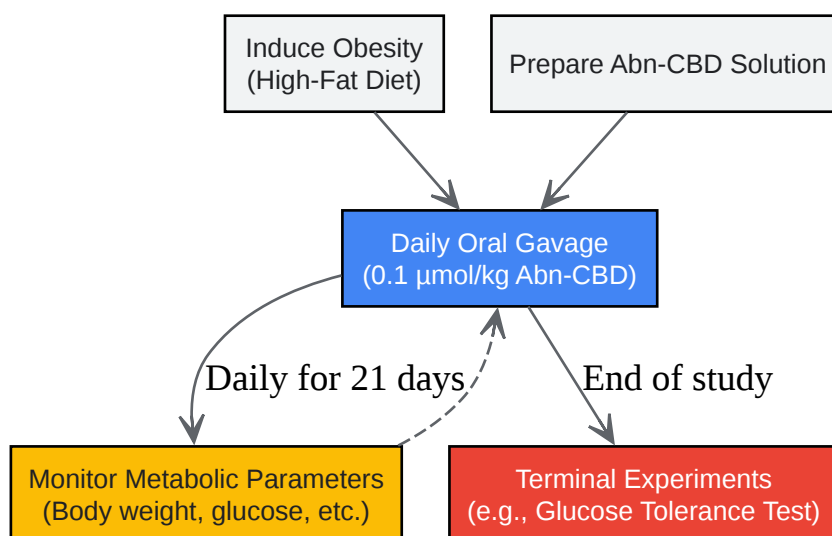 Induce Obesity
(High-Fat Diet)
Prepare Abn-CBD Solution
Daily Oral Gavage
(0.1 µmol/kg Abn-CBD)
Daily for 21 days
End of study
Monitor Metabolic Parameters
(Body weight, glucose, etc.)
Terminal Experiments
(e.g., Glucose Tolerance Test)